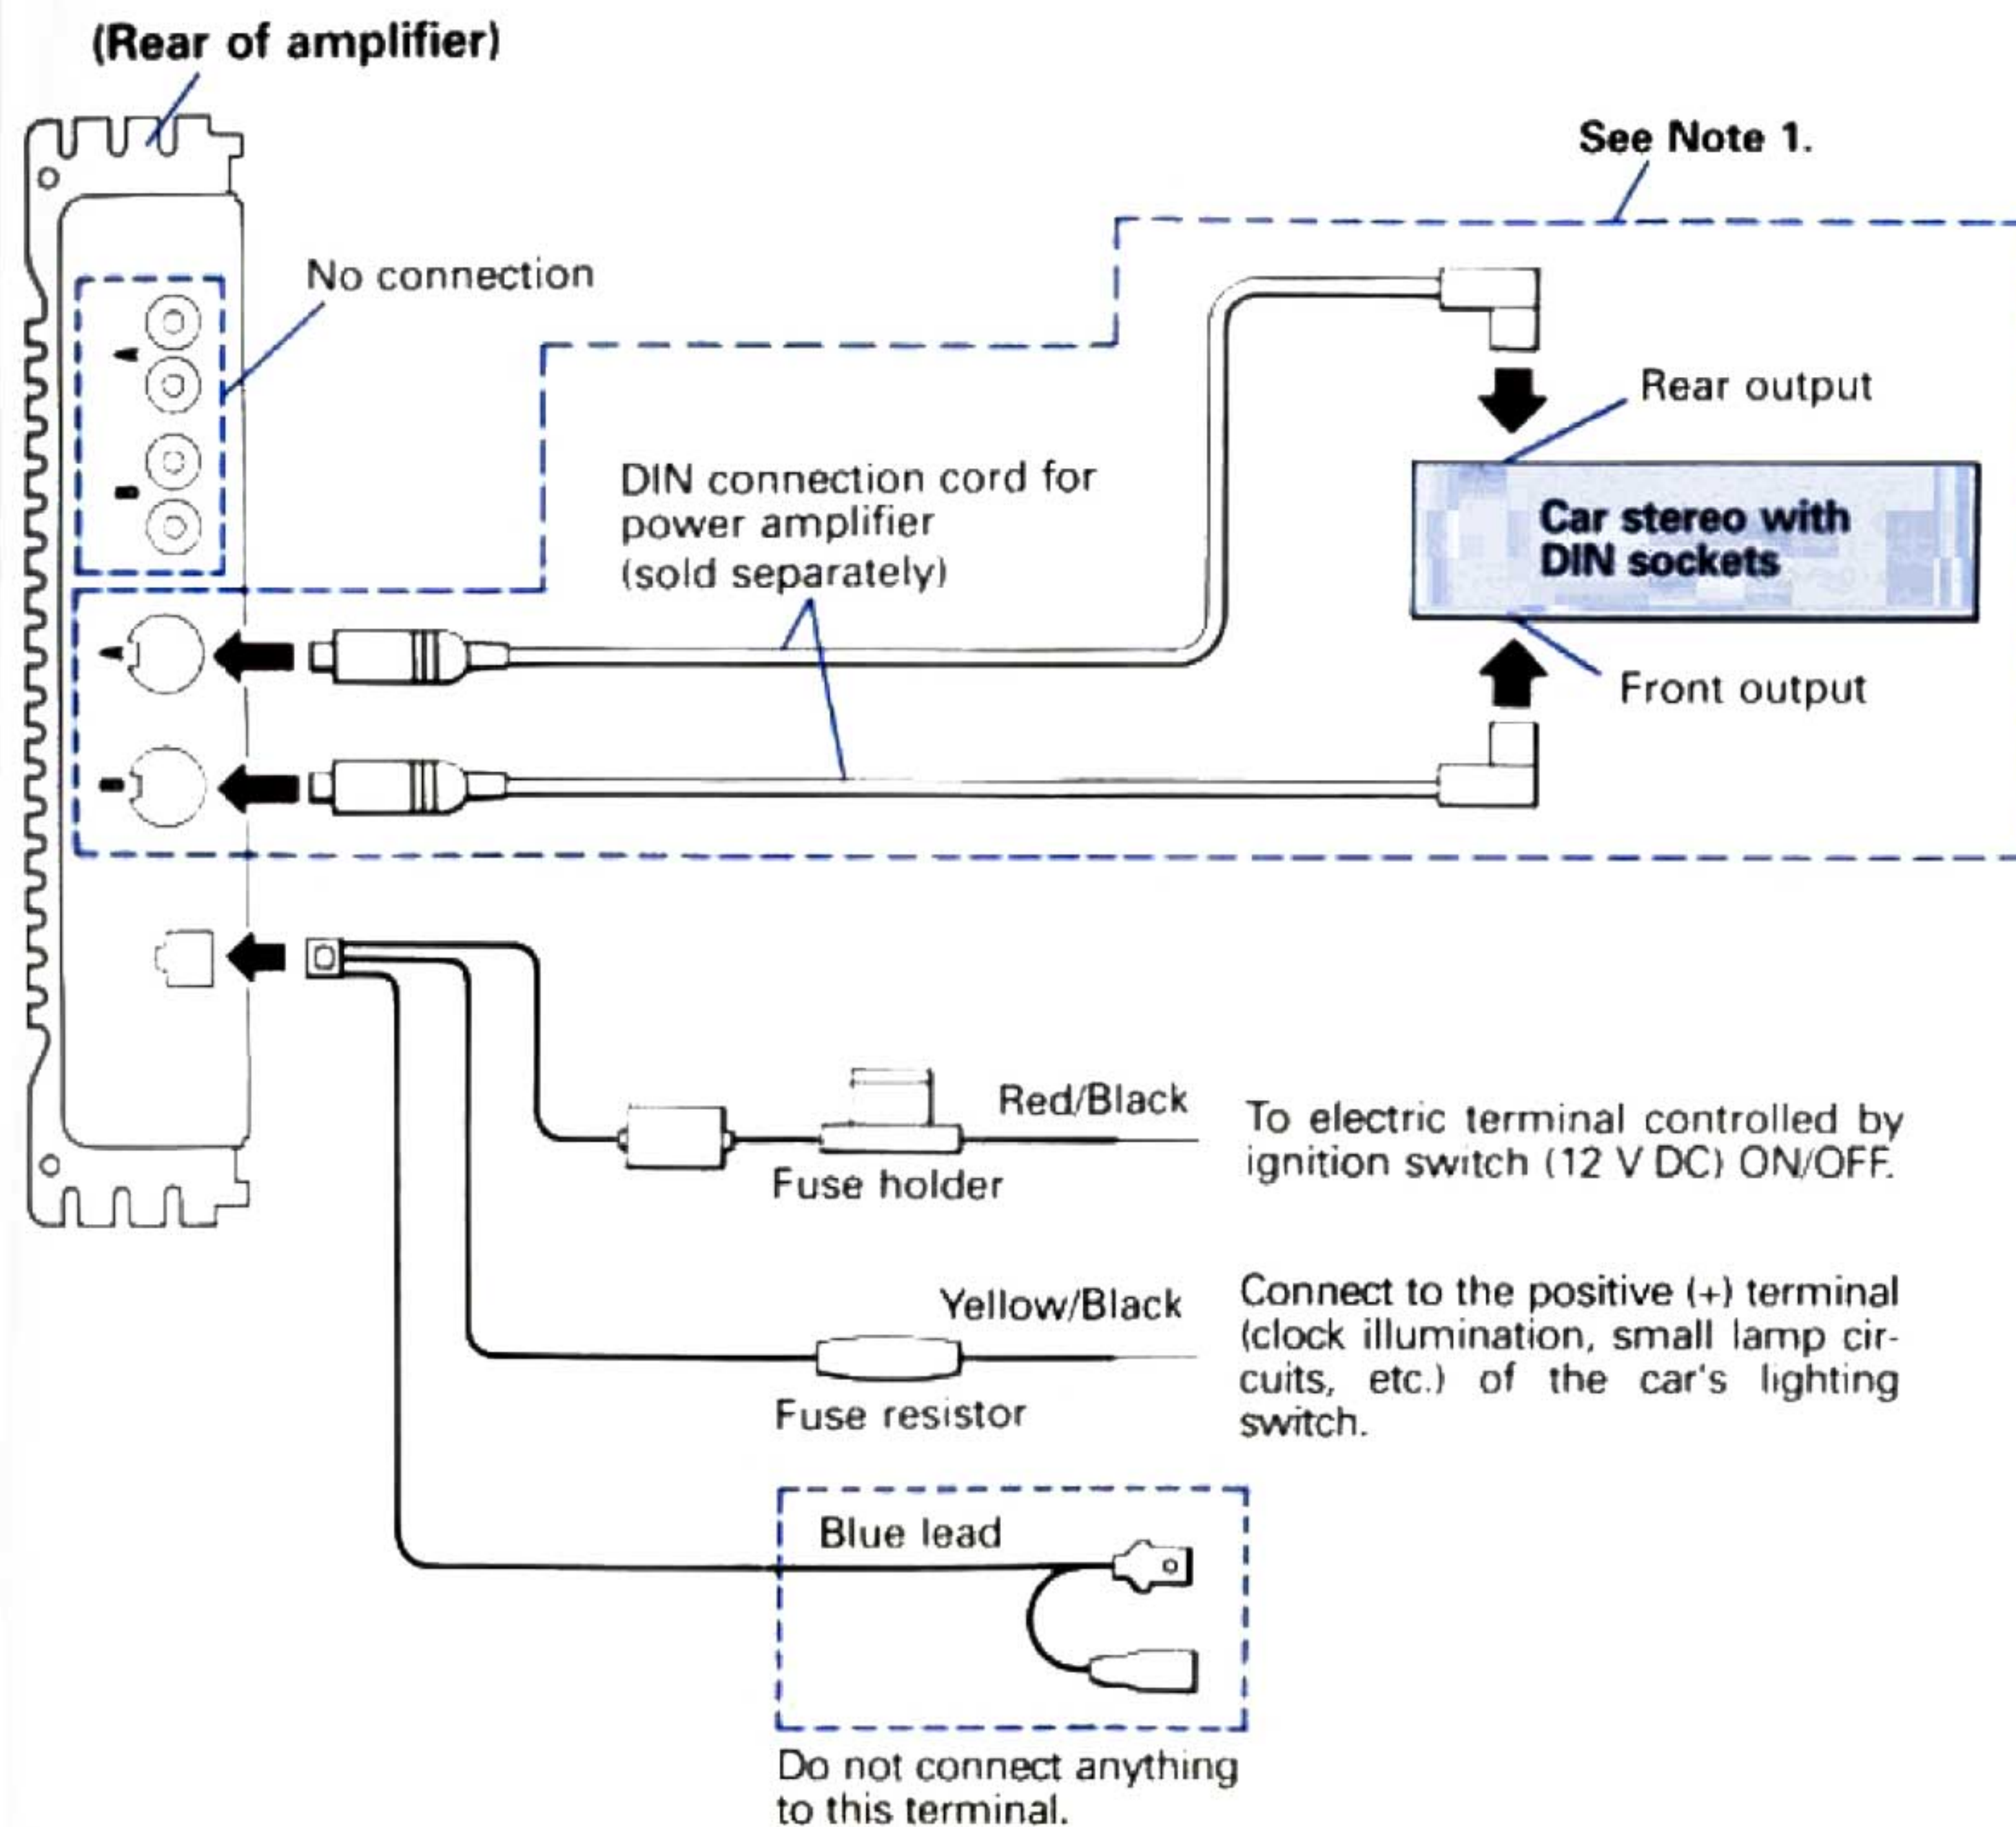 (Rear of amplifier)
See Note 1.
No connection
A
B
Rear output
DIN connection cord for
power amplifier
(sold separately)
Car stereo with
DIN sockets
A
Front output
B
Red/Black
To electric terminal controlled by
ignition switch (12 V DC) ON/OFF.
Fuse holder
Yellow/Black
Connect to the positive (+) terminal
(clock illumination, small lamp cir-
cuits, etc.) of the car's lighting
switch.
Fuse resistor
Blue lead
Do not connect anything
to this terminal.